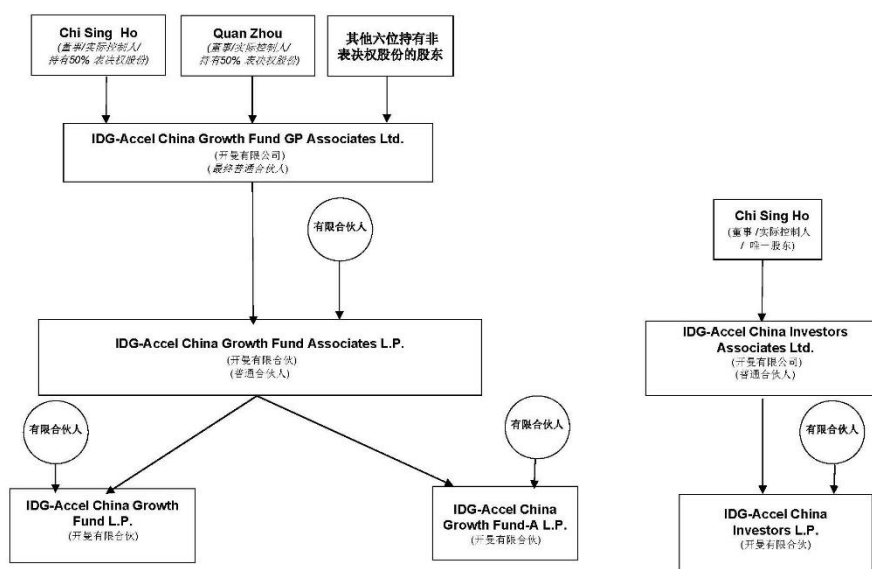 Chi Sing Ho
(董事/实际控制人/
持有50% 表决权股份)
Quan Zhou
(董事/实际控制人/
持有50% 表决权股份)
其他六位持有非
表决权股份的股东
IDG-Accel China Growth Fund GP Associates Ltd.
(开曼有限公司)
(最终普通合伙人)
有限合伙人
IDG-Accel China Growth Fund Associates L.P.
(开曼有限合伙)
(普通合伙人)
有限合伙人
有限合伙人
IDG-Accel China Growth
Fund L.P.
(开曼有限合伙)
IDG-Accel China
Growth Fund-A L.P.
(开曼有限合伙)
Chi Sing Ho
(董事 /实际控制人
/ 唯一股东)
IDG-Accel China Investors
Associates Ltd.
(开曼有限公司)
(普通合伙人)
有限合伙人
IDG-Accel China
Investors L.P.
(开曼有限合伙)